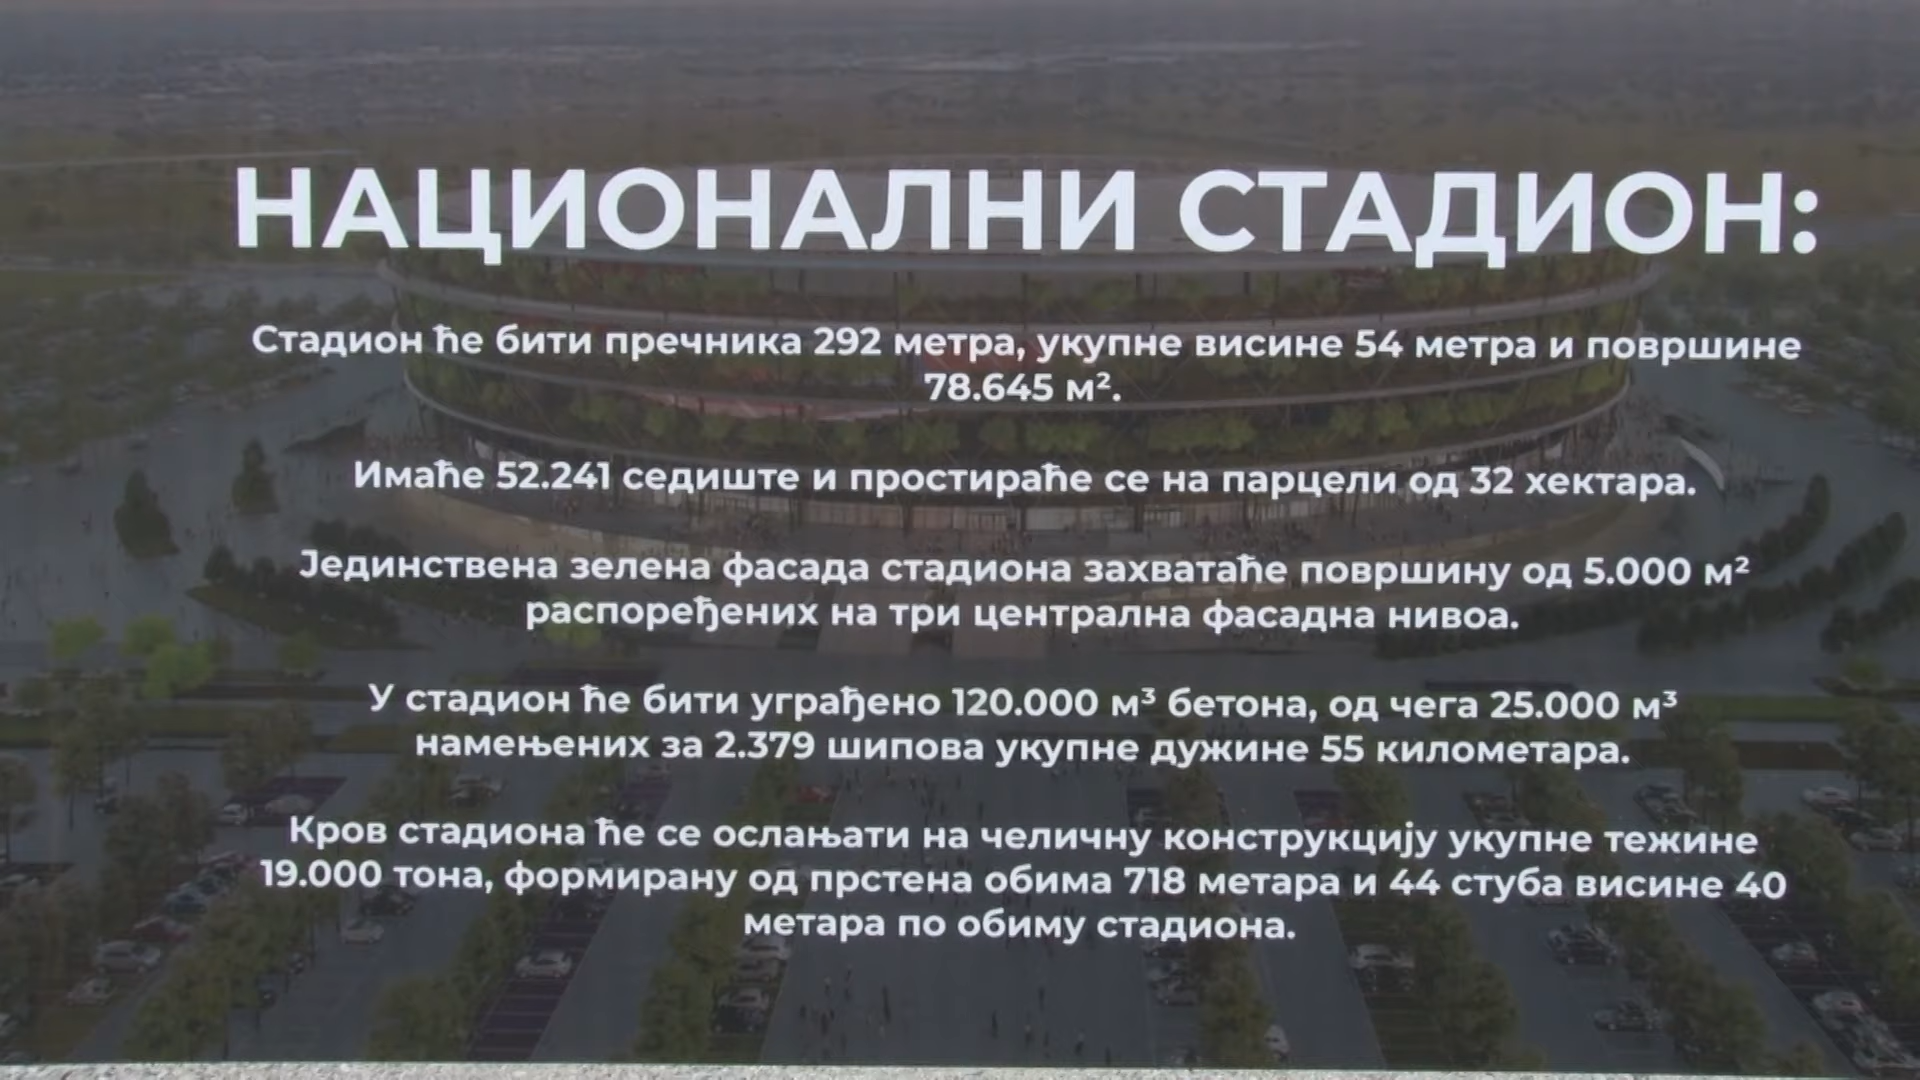 НАЦИОНАЛНИ СТАДИОН:
Стадион ће бити пречника 292 метра, укупне висине 54 метра и површине
78.645 м².
Имаће 52.241 седиште и простираће се на парцели од 32 хектара.
Јединствена зелена фасада стадиона захватаће површину од 5.000 м²
распоређених на три централна фасадна нивоа.
У стадион ће бити уграђено 120.000 м³ бетона, од чега 25.000 м³
намењених за 2.379 шипова укупне дужине 55 километара.
Кров стадиона ће се ослањати на челичну конструкцију укупне тежине
19.000 тона, формирану од прстена обима 718 метара и 44 стуба висине 40
метара по обиму стадиона.